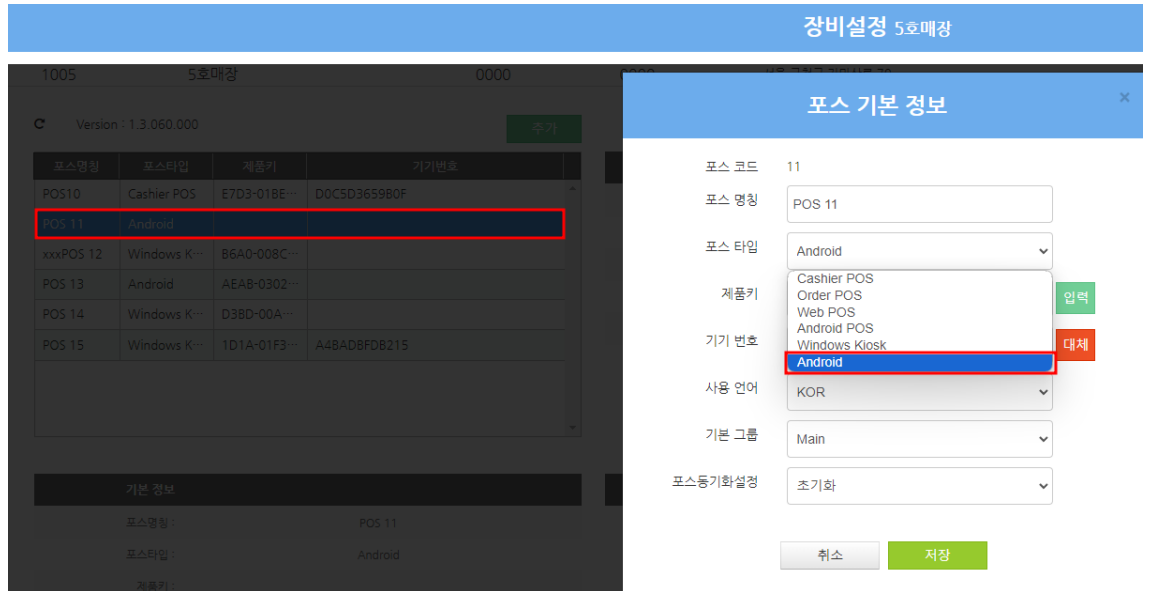 장비설정 5호매장
1005 5호매장 0000
포스 기본 정보 ×
Version : 1.3.060.000 추가
포스명칭 포스타입 제품키 기기번호
POS10 Cashier POS E7D3-01BE… D0C5D365980F
POS 11 Android
xxxPOS 12 Windows K… B6A0-008C…
POS 13 Android AEAB-0302…
POS 14 Windows K… D3BD-00A…
POS 15 Windows K… 1D1A-01F3… A4BADBFDB215
기본 정보
포스명칭 : POS 11
포스타입 : Android
제품키 :
포스 코드 11
포스 명칭 POS 11
포스 타입 Android
Cashier POS
제품키 Order POS 입력
Web POS
Android POS
기기 번호 Windows Kiosk 대체
Android
사용 언어 KOR
기본 그룹 Main
포스동기화설정 초기화
취소 저장